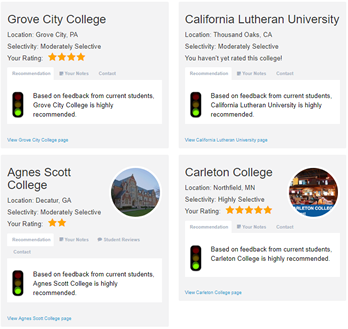 Grove City College
Location: Grove City, PA
Selectivity: Moderately Selective
Your Rating:
Recommendation Your Notes Contact
Based on feedback from current students,
Grove City College is highly
recommended.
View Grove City College page
California Lutheran University
Location: Thousand Oaks, CA
Selectivity: Moderately Selective
You haven't yet rated this college!
Recommendation Your Notes Contact
Based on feedback from current students,
California Lutheran University is highly
recommended.
View California Lutheran University page
Agnes Scott
College
Location: Decatur, GA
Selectivity: Moderately Selective
Your Rating:
Recommendation Your Notes Student Reviews
Contact
Based on feedback from current students,
Agnes Scott College is highly
recommended.
View Agnes Scott College page
Carleton College
Location: Northfield, MN
Selectivity: Highly Selective
Your Rating:
RLETON COLLEG
Recommendation Your Notes Contact
Based on feedback from current students,
Carleton College is highly recommended.
View Carleton College page